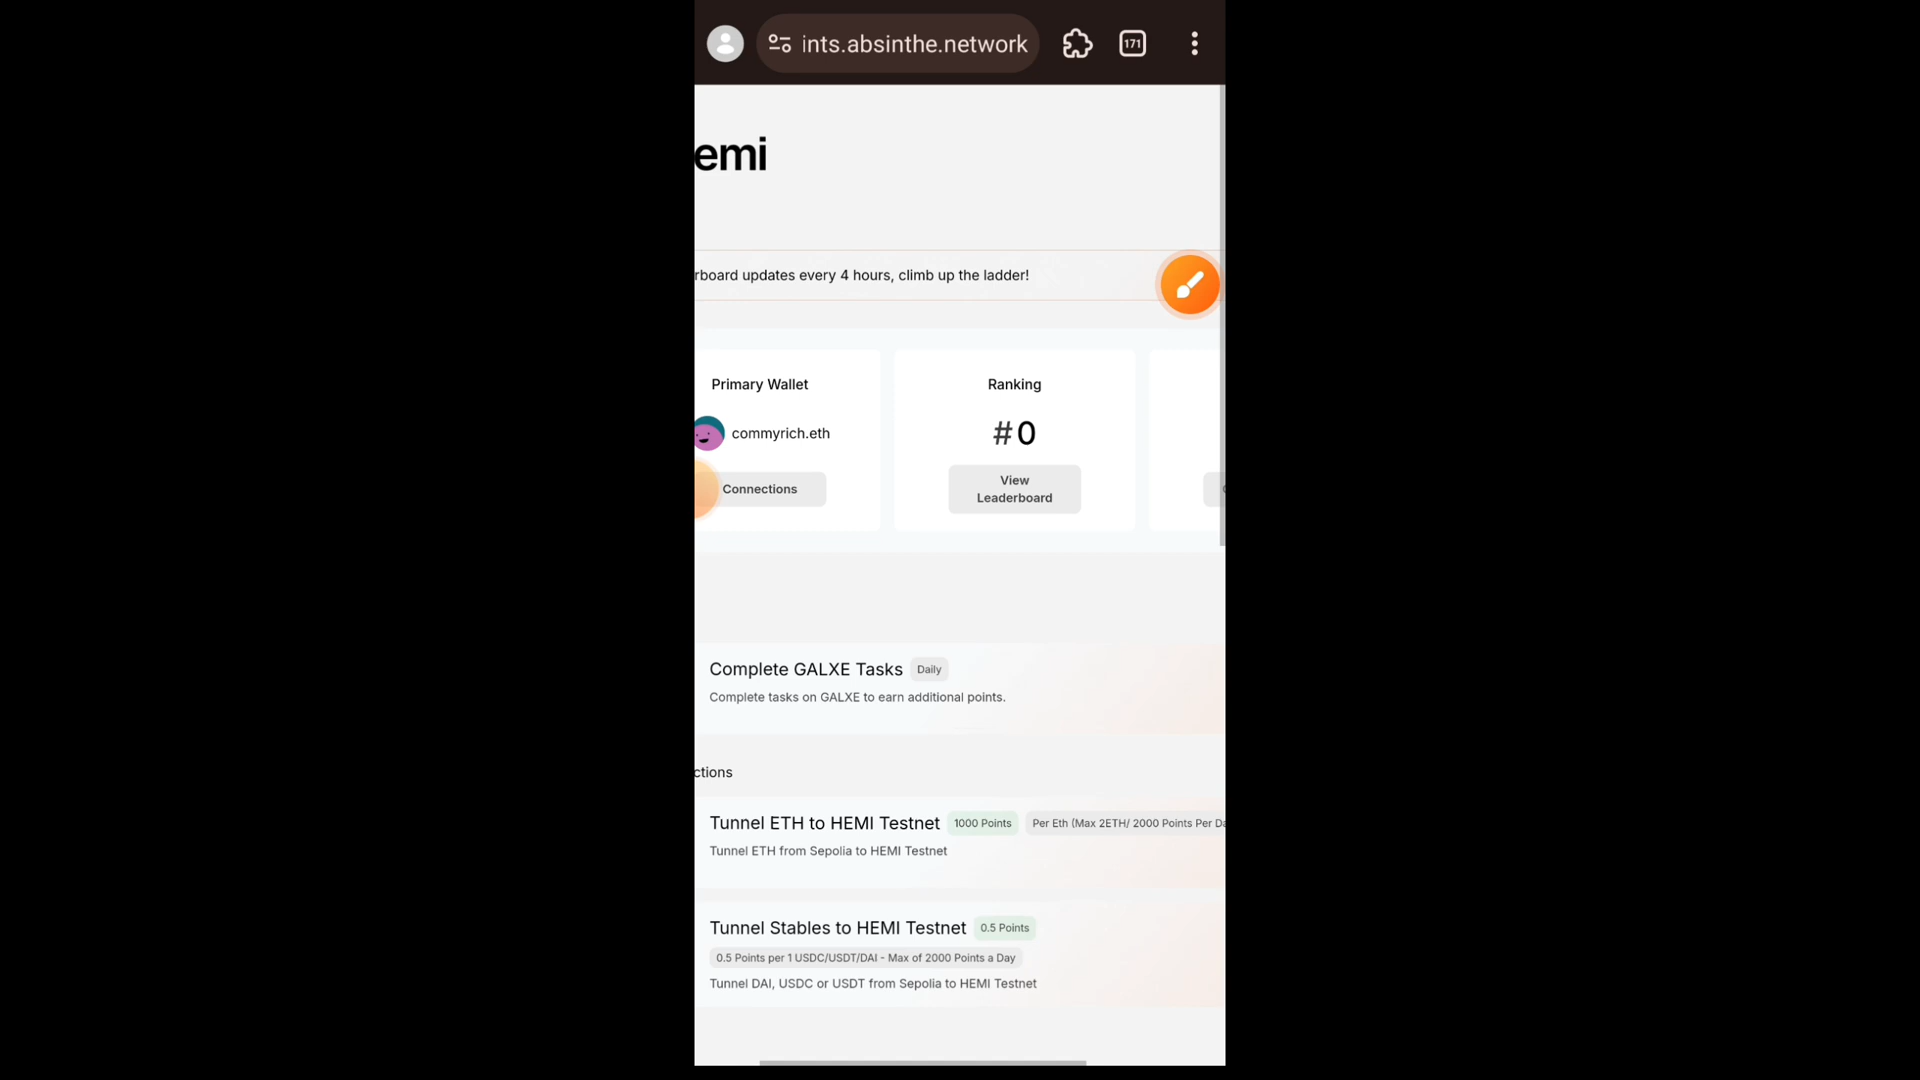 ints.absinthe.network
171
emi
rboard updates every 4 hours, climb up the ladder!
Primary Wallet
commyrich.eth
Connections
Ranking
#0
View
Leaderboard
Complete GALXE Tasks Daily
Complete tasks on GALXE to earn additional points.
ctions
Tunnel ETH to HEMI Testnet 1000 Points Per Eth (Max 2ETH/ 2000 Points Per Da
Tunnel ETH from Sepolia to HEMI Testnet
Tunnel Stables to HEMI Testnet 0.5 Points
0.5 Points per 1 USDC/USDT/DAI - Max of 2000 Points a Day
Tunnel DAI, USDC or USDT from Sepolia to HEMI Testnet